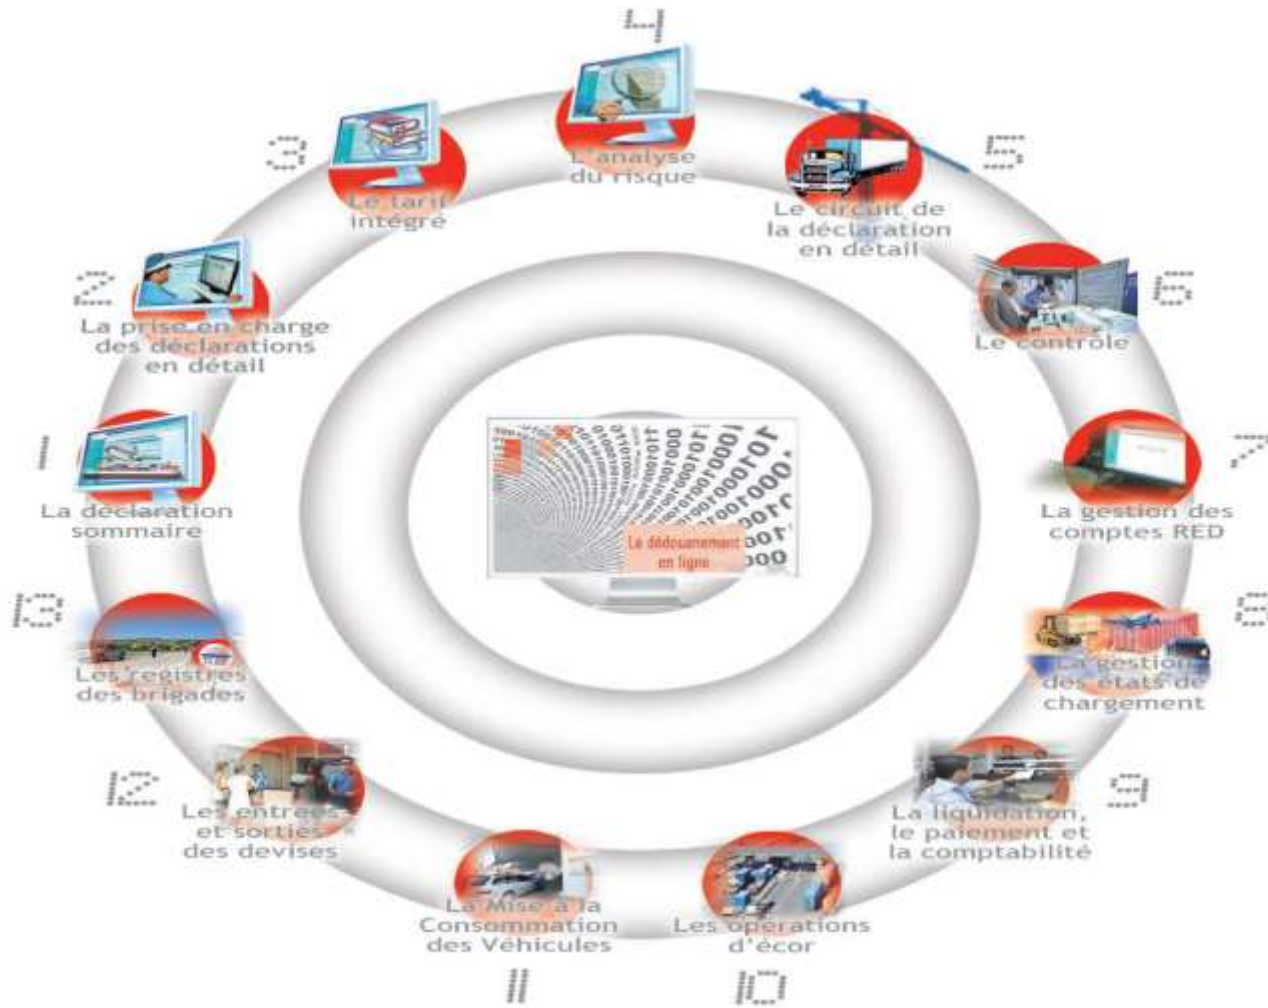 1
La déclaration
sommaire
2
La prise en charge
des déclarations
en détail
3
Le tarif
intégré
4
L'analyse
du risque
5
Le circuit de
la déclaration
en détail
6
Le contrôle
7
La gestion des
comptes RED
8
La gestion
des états de
chargement
9
La liquidation,
le paiement et
la comptabilité
10
Les opérations
d'écor
11
La Mise à la
Consommation
des Véhicules
12
Les entrées
et sorties
des devises
13
Les registres
des brigades
Le dédouanement
en ligne